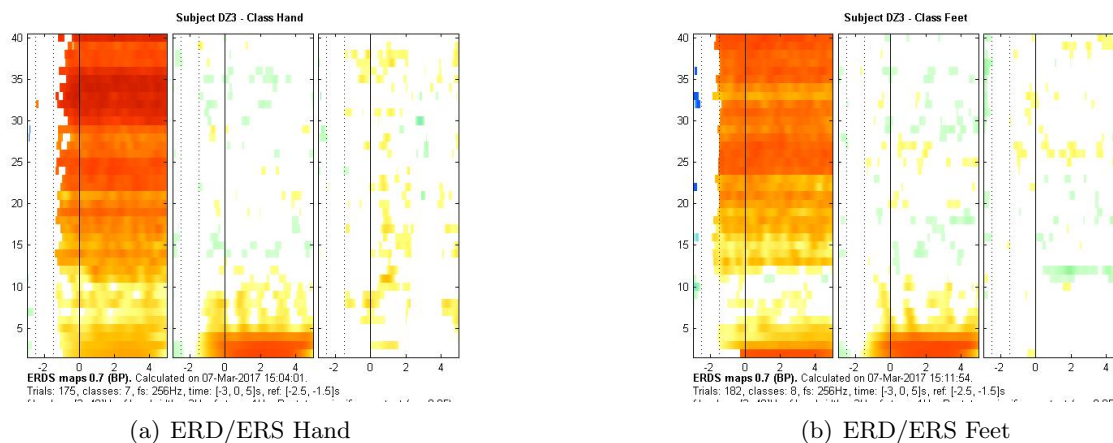 Subject DZ3 - Class Hand
40
35
30
25
20
15
10
5
-2 0 2 4 -2 0 2 4 -2 0 2 4
ERDS maps 0.7 (BP). Calculated on 07-Mar-2017 15:04:01.
Trials: 175, classes: 7, fs: 256Hz, time: [-3, 0, 5]s, ref: [-2.5, -1.5]s
(a) ERD/ERS Hand
Subject DZ3 - Class Feet
40
35
30
25
20
15
10
5
-2 0 2 4 -2 0 2 4 -2 0 2 4
ERDS maps 0.7 (BP). Calculated on 07-Mar-2017 15:11:54.
Trials: 182, classes: 8, fs: 256Hz, time: [-3, 0, 5]s, ref: [-2.5, -1.5]s
(b) ERD/ERS Feet